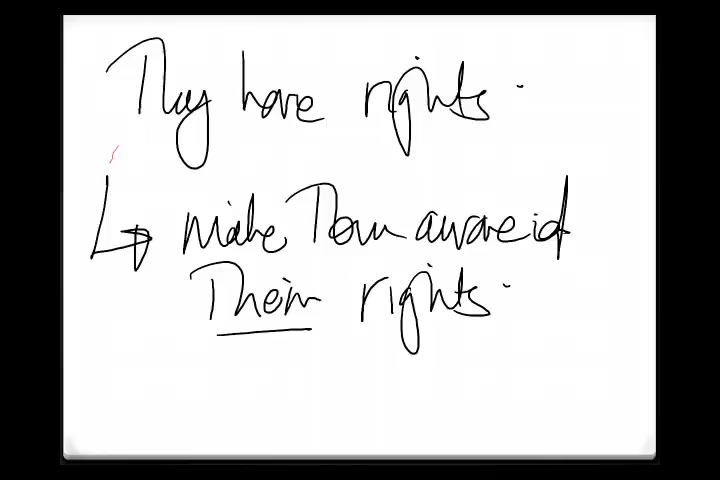 They have rights.
↳ make them aware of
Their rights.